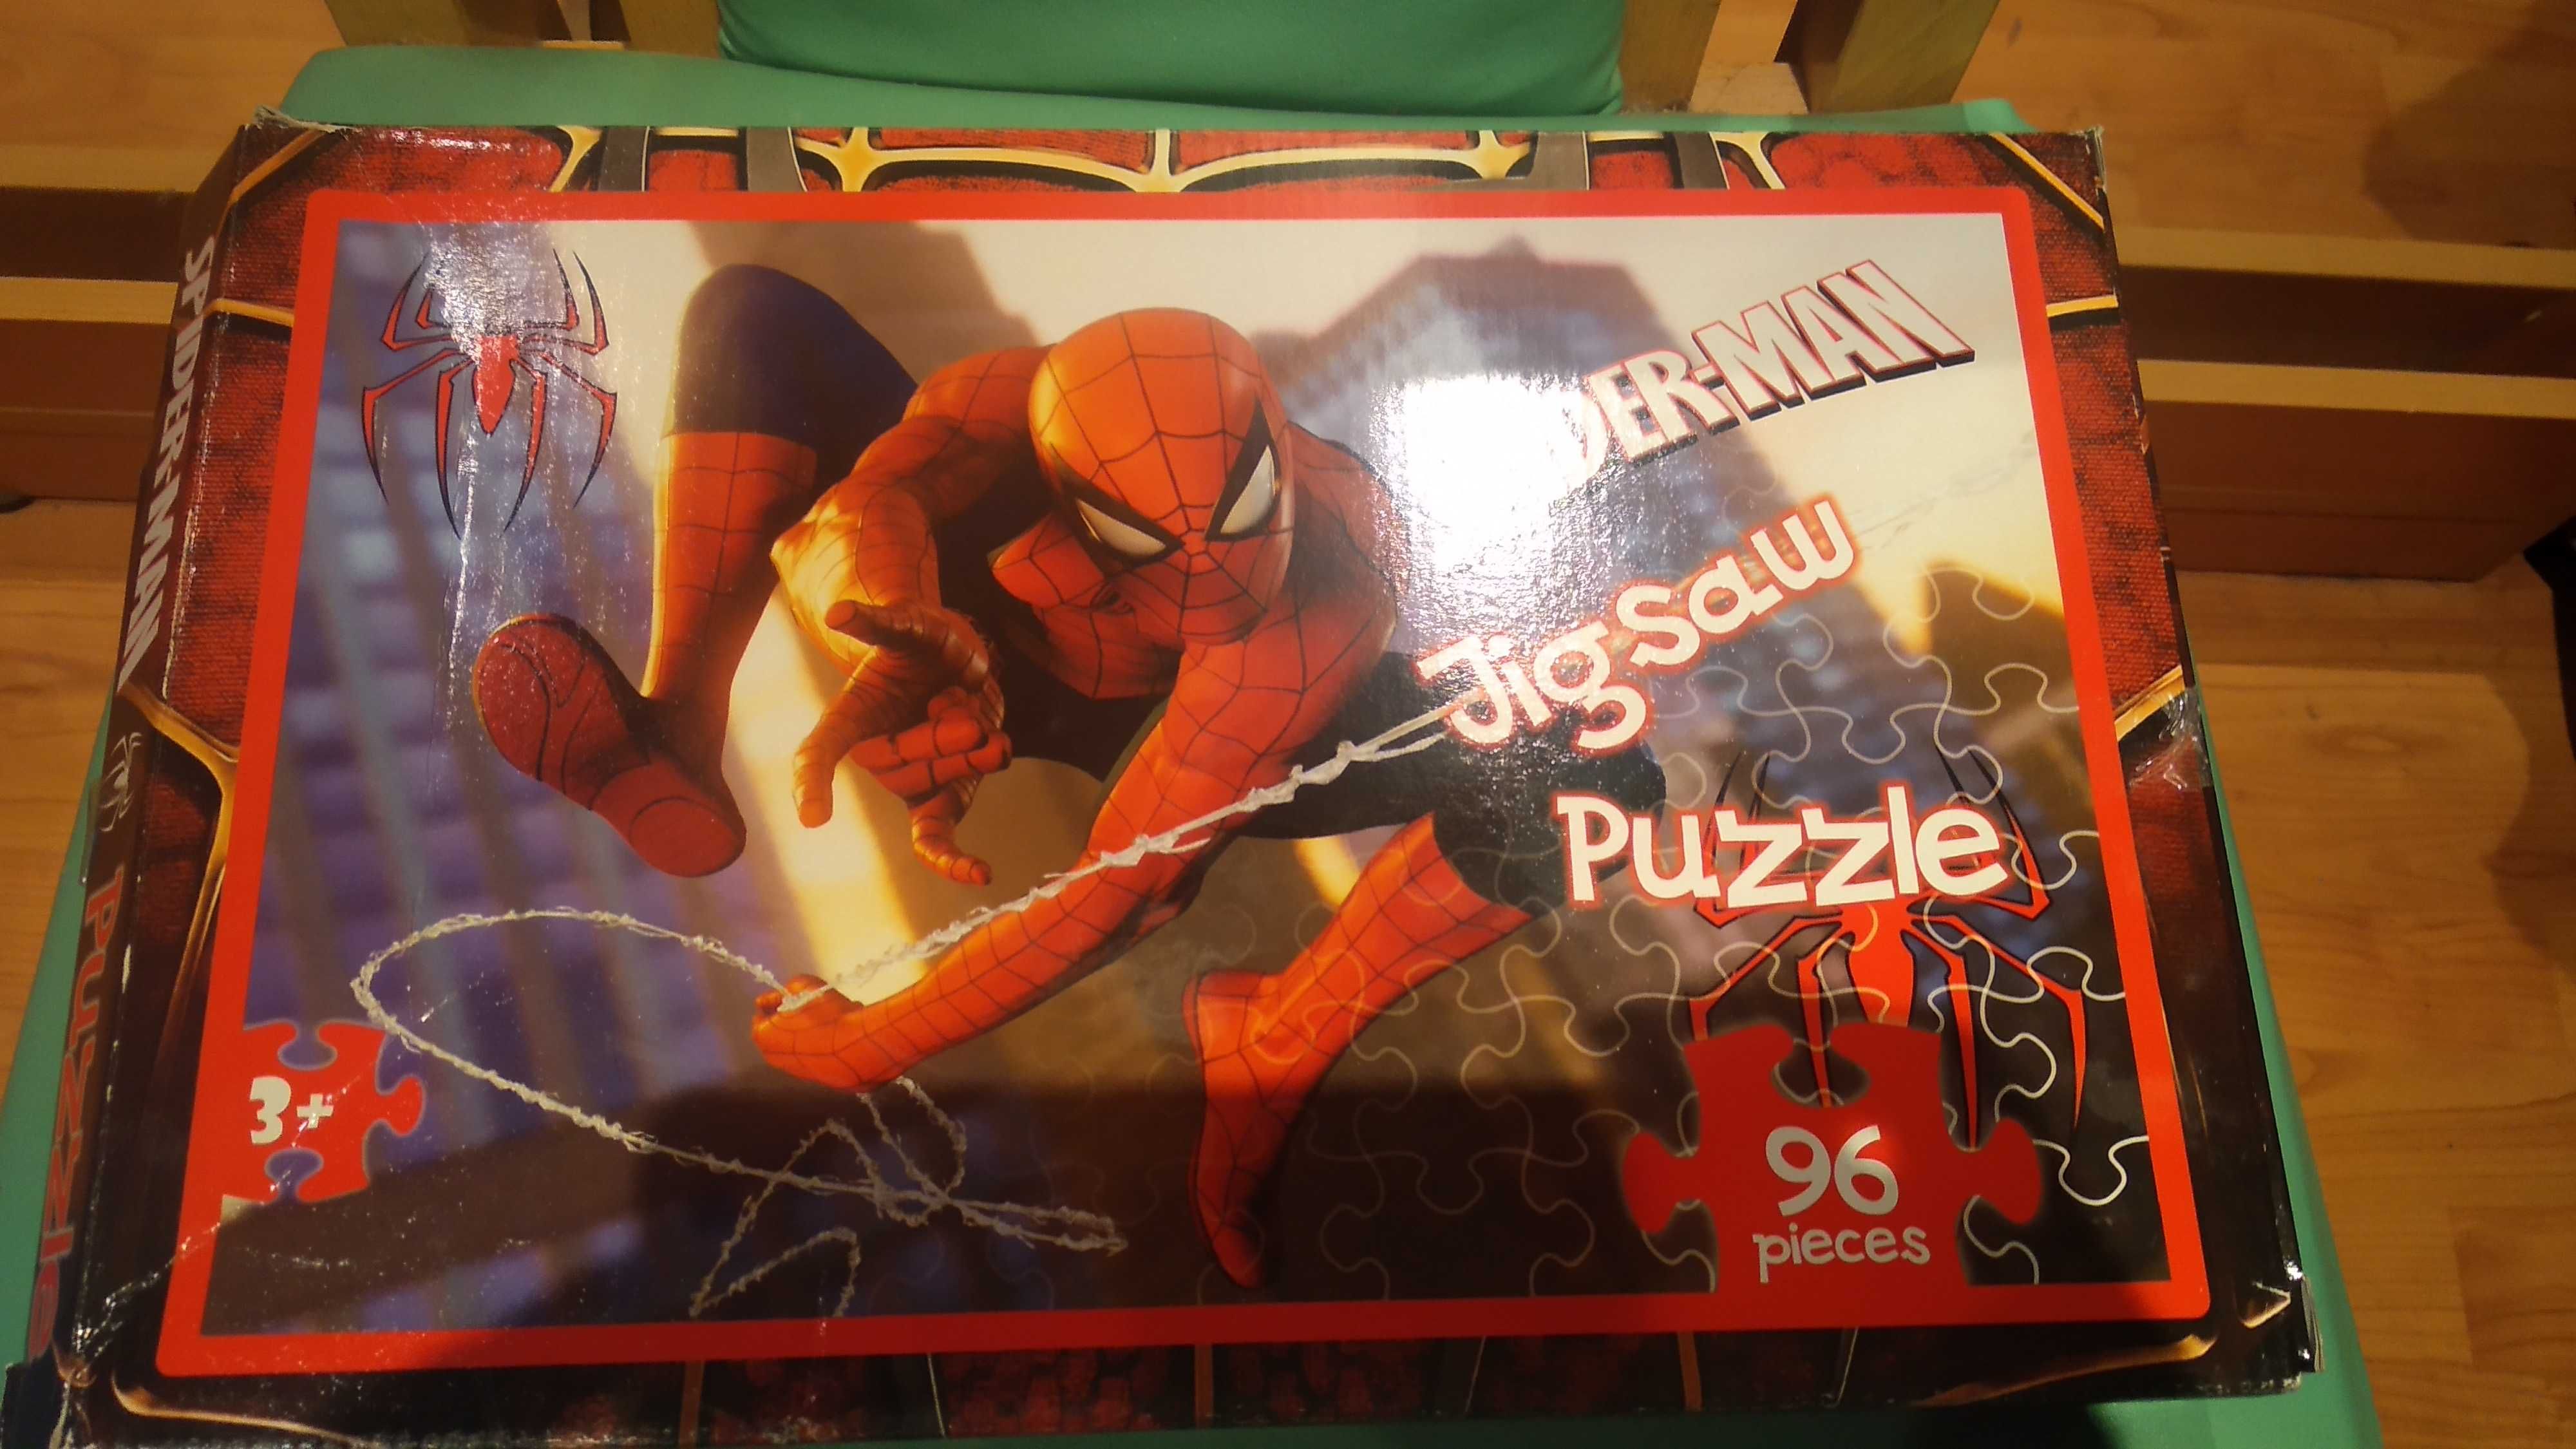 SPIDER-MAN
Puzzle
DER-MAN
Jigsaw
Puzzle
3+
96
pieces